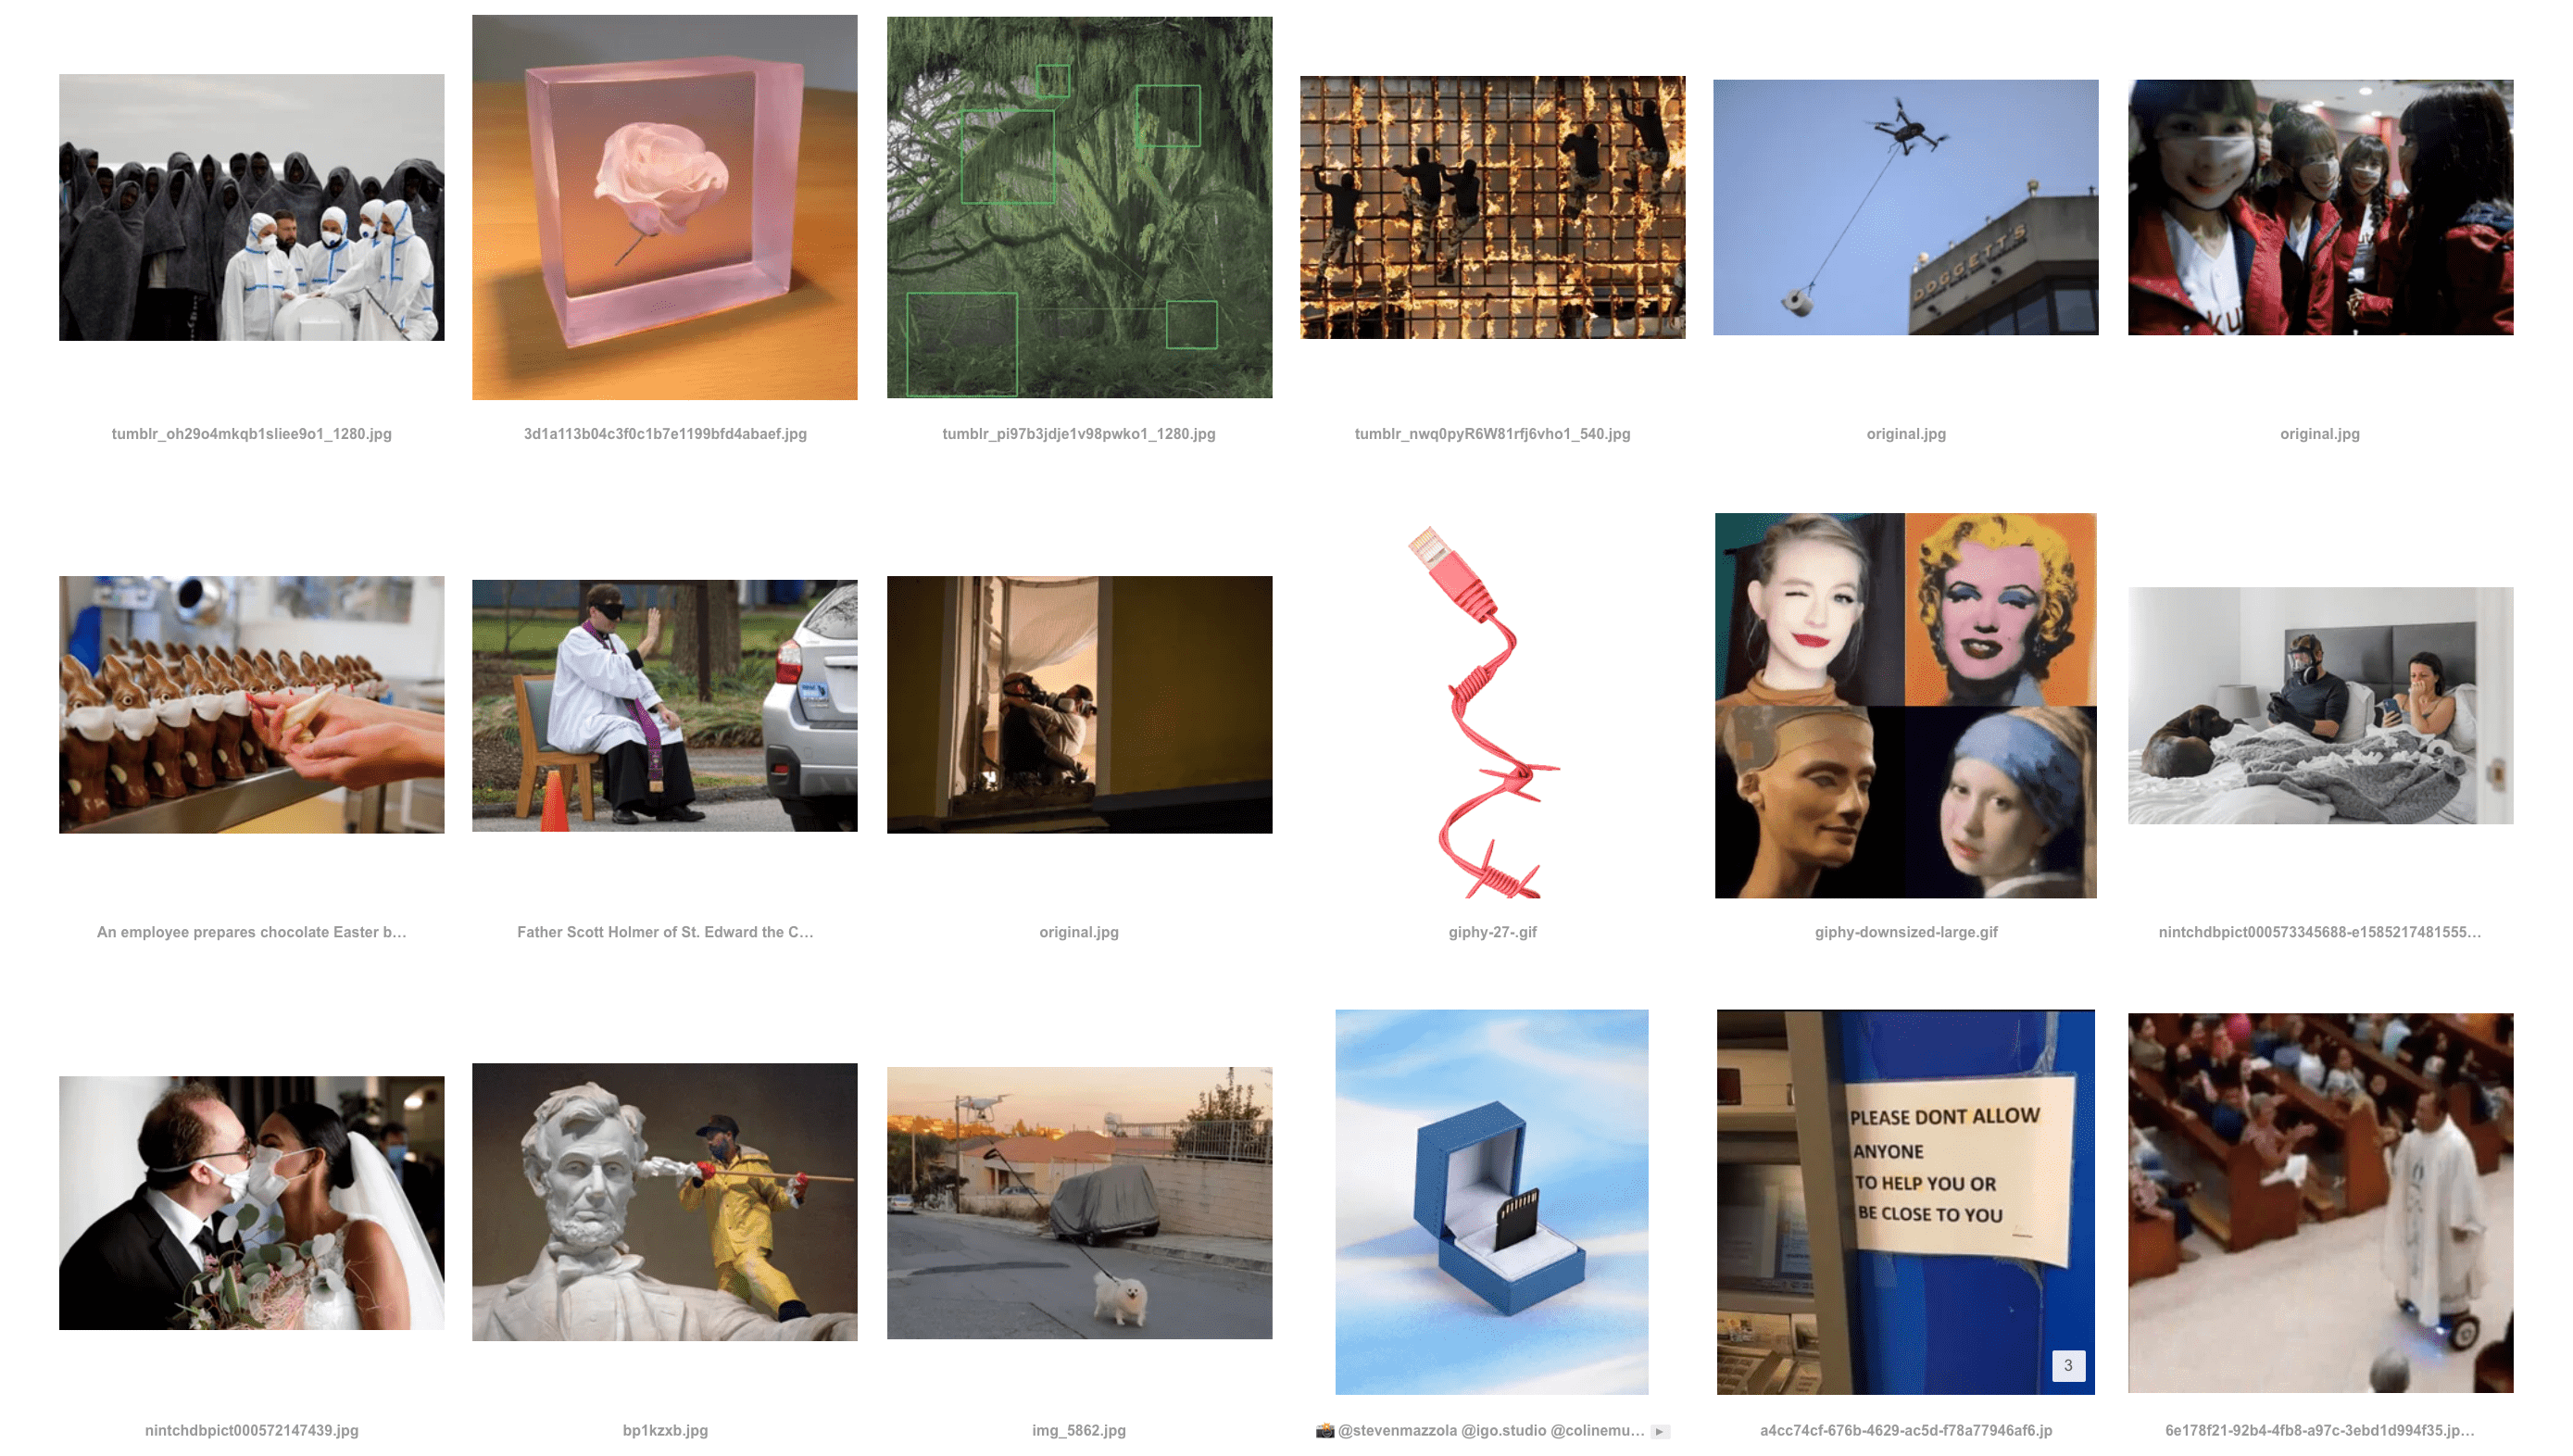 DOGGETT'S
KU
tumblr_oh29o4mkqb1sliee9o1_1280.jpg
3d1a113b04c3f0c1b7e1199bfd4abaef.jpg
tumblr_pi97b3jdje1v98pwko1_1280.jpg
tumblr_nwq0pyR6W81rfj6vho1_540.jpg
original.jpg
original.jpg
An employee prepares chocolate Easter b…
Father Scott Holmer of St. Edward the C…
original.jpg
giphy-27-.gif
giphy-downsized-large.gif
nintchdbpict000573345688-e1585217481555…
PLEASE DONT ALLOW
ANYONE
TO HELP YOU OR
BE CLOSE TO YOU
3
nintchdbpict000572147439.jpg
bp1kzxb.jpg
img_5862.jpg
@stevenmazzola @igo.studio @colinemu…
a4cc74cf-676b-4629-ac5d-f78a77946af6.jp
6e178f21-92b4-4fb8-a97c-3ebd1d994f35.jp…